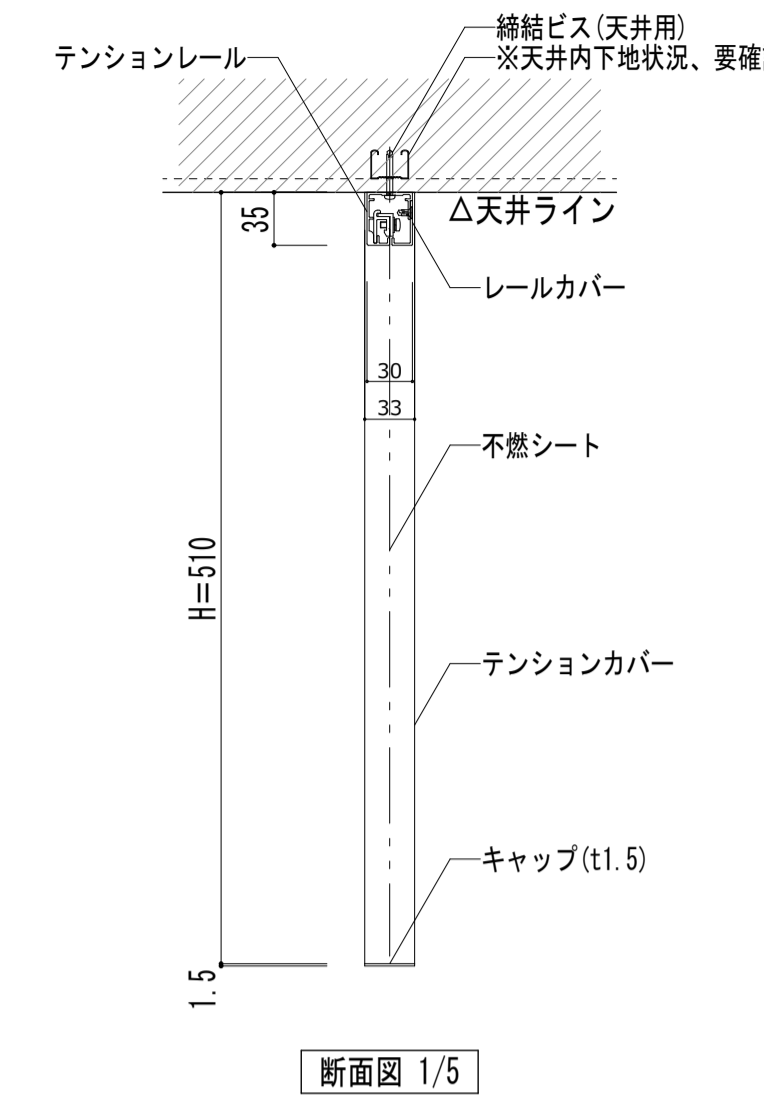 締結ビス(天井用)
テンションレール
※天井内下地状況、要確
△天井ライン
35
レールカバー
30
33
不燃シート
H=510
テンションカバー
キャップ(t1.5)
1.5
断面図 1/5